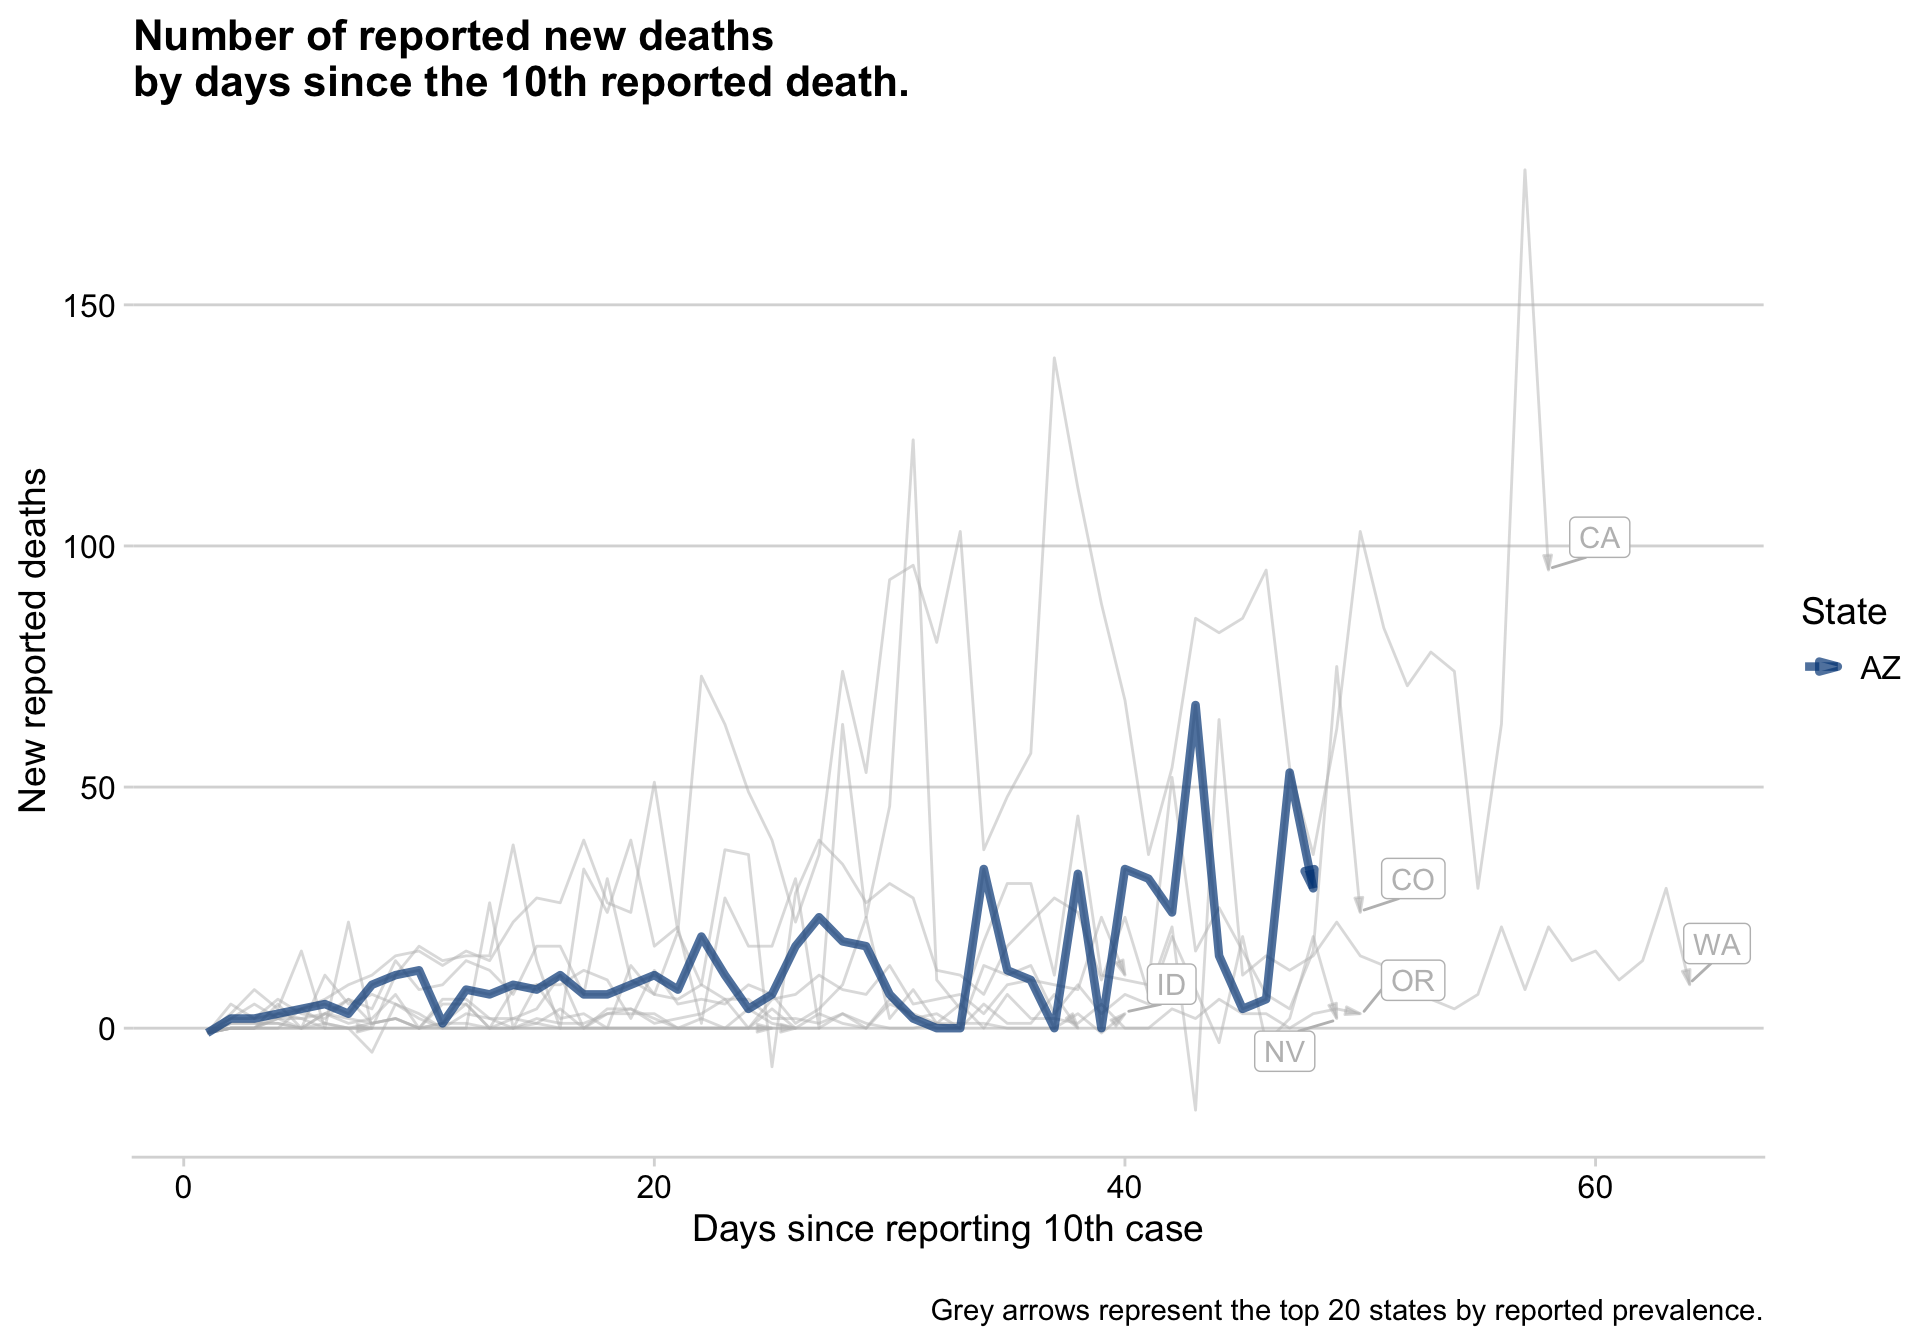 Number of reported new deaths
by days since the 10th reported death.
New reported deaths
150
100
50
0
CA
CO
WA
ID
OR
NV
State
AZ
0 20 40 60
Days since reporting 10th case
Grey arrows represent the top 20 states by reported prevalence.